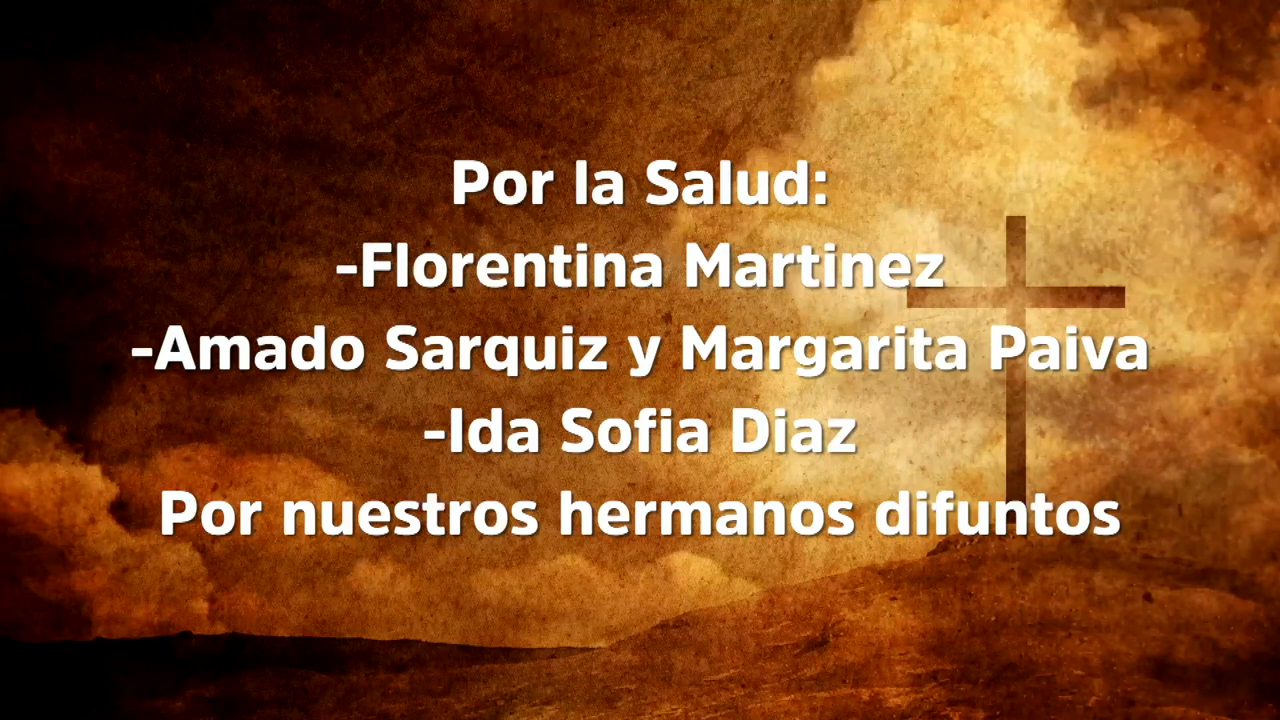 Por la Salud:
-Florentina Martinez
-Amado Sarquiz y Margarita Paiva
-Ida Sofia Diaz
Por nuestros hermanos difuntos